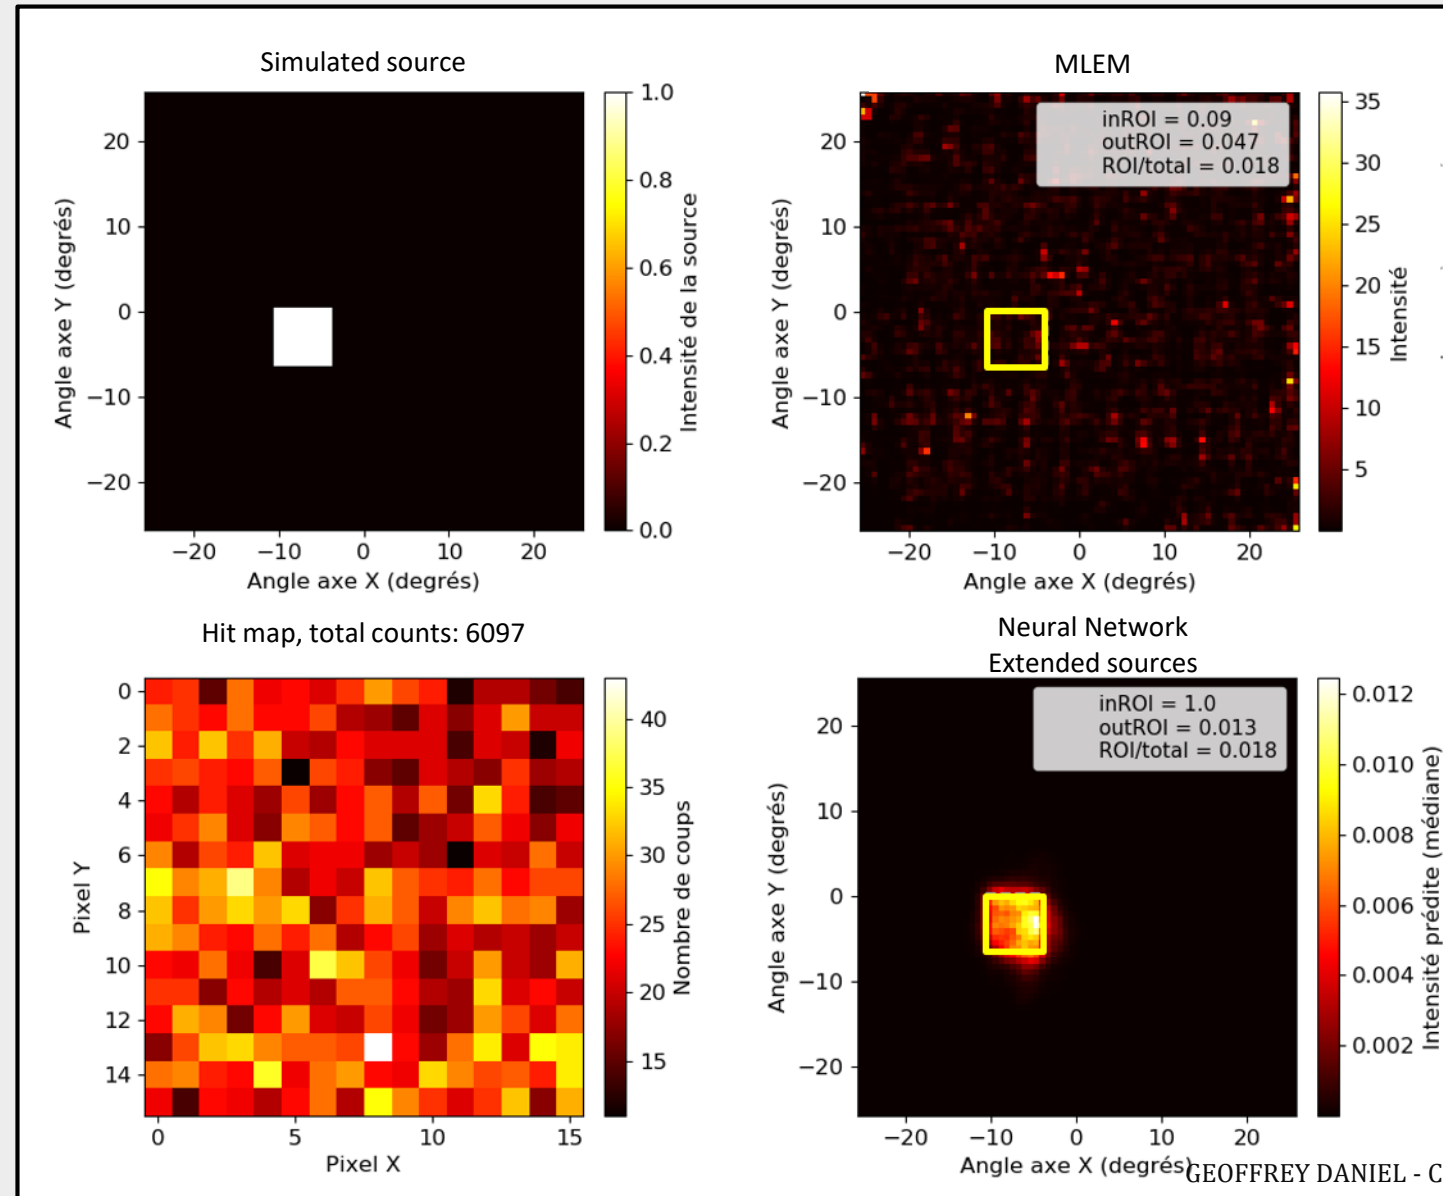 Simulated source
1.0
0.8
0.6
0.4
0.2
0.0
Intensité de la source
20
10
0
−10
−20
Angle axe Y (degrés)
−20 −10 0 10 20
Angle axe X (degrés)
MLEM
inROI = 0.09
outROI = 0.047
ROI/total = 0.018
35
30
25
20
15
10
5
Intensité
20
10
0
−10
−20
Angle axe Y (degrés)
−20 −10 0 10 20
Angle axe X (degrés)
Hit map, total counts: 6097
0
2
4
6
8
10
12
14
Pixel Y
40
35
30
25
20
15
Nombre de coups
0 5 10 15
Pixel X
Neural Network
Extended sources
inROI = 1.0
outROI = 0.013
ROI/total = 0.018
0.012
0.010
0.008
0.006
0.004
0.002
Intensité prédite (médiane)
20
10
0
−10
−20
Angle axe Y (degrés)
−20 −10 0 10 20
Angle axe X (degrés)
GEOFFREY DANIEL - C